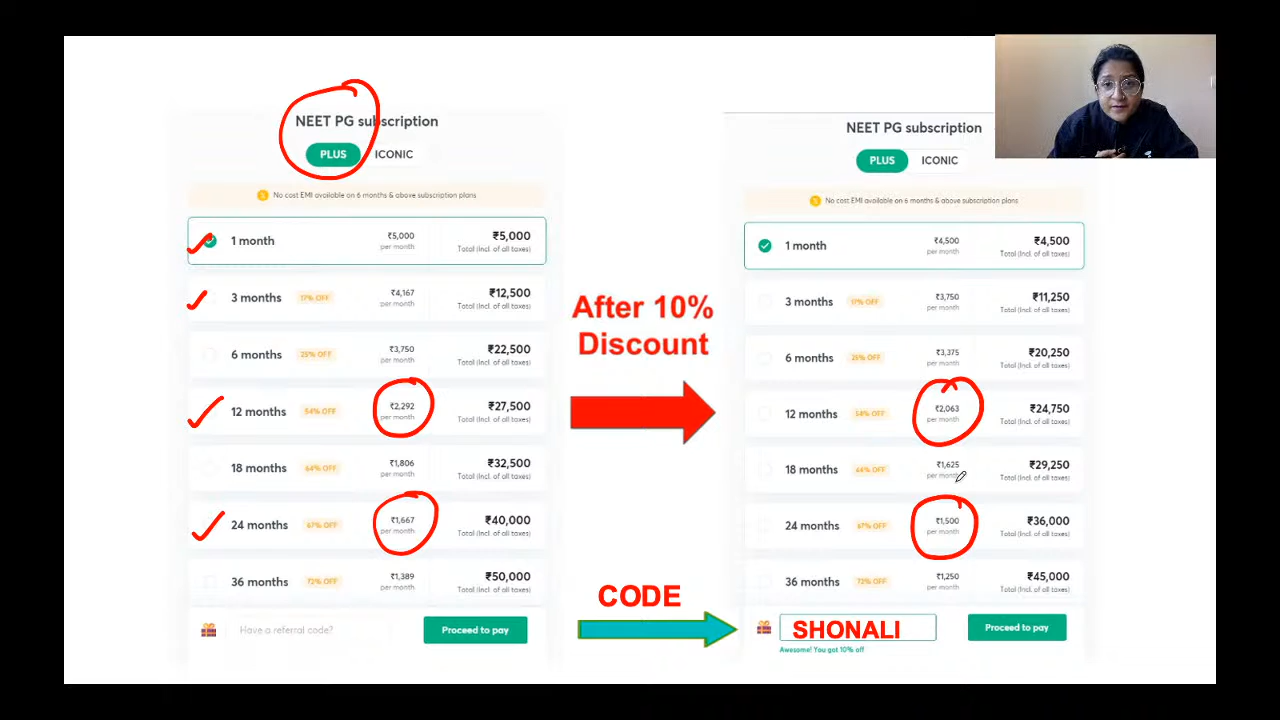 NEET PG subscription
PLUS ICONIC
No cost EMI available on 6 months & above subscription plans
1 month ₹5,000 per month ₹5,000 Total (Incl. of all taxes)
3 months 17% OFF ₹4,167 per month ₹12,500 Total (Incl. of all taxes)
6 months 25% OFF ₹3,750 per month ₹22,500 Total (Incl. of all taxes)
12 months 54% OFF ₹2,292 per month ₹27,500 Total (Incl. of all taxes)
18 months 64% OFF ₹1,806 per month ₹32,500 Total (Incl. of all taxes)
24 months 67% OFF ₹1,667 per month ₹40,000 Total (Incl. of all taxes)
36 months 72% OFF ₹1,389 per month ₹50,000 Total (Incl. of all taxes)
Have a referral code? Proceed to pay
After 10%
Discount
CODE
NEET PG subscription
PLUS ICONIC
No cost EMI available on 6 months & above subscription plans
1 month ₹4,500 per month ₹4,500 Total (Incl. of all taxes)
3 months 17% OFF ₹3,750 per month ₹11,250 Total (Incl. of all taxes)
6 months 25% OFF ₹3,375 per month ₹20,250 Total (Incl. of all taxes)
12 months 54% OFF ₹2,063 per month ₹24,750 Total (Incl. of all taxes)
18 months 64% OFF ₹1,625 per month ₹29,250 Total (Incl. of all taxes)
24 months 67% OFF ₹1,500 per month ₹36,000 Total (Incl. of all taxes)
36 months 72% OFF ₹1,250 per month ₹45,000 Total (Incl. of all taxes)
SHONALI Proceed to pay
Awesome! You got 10% off